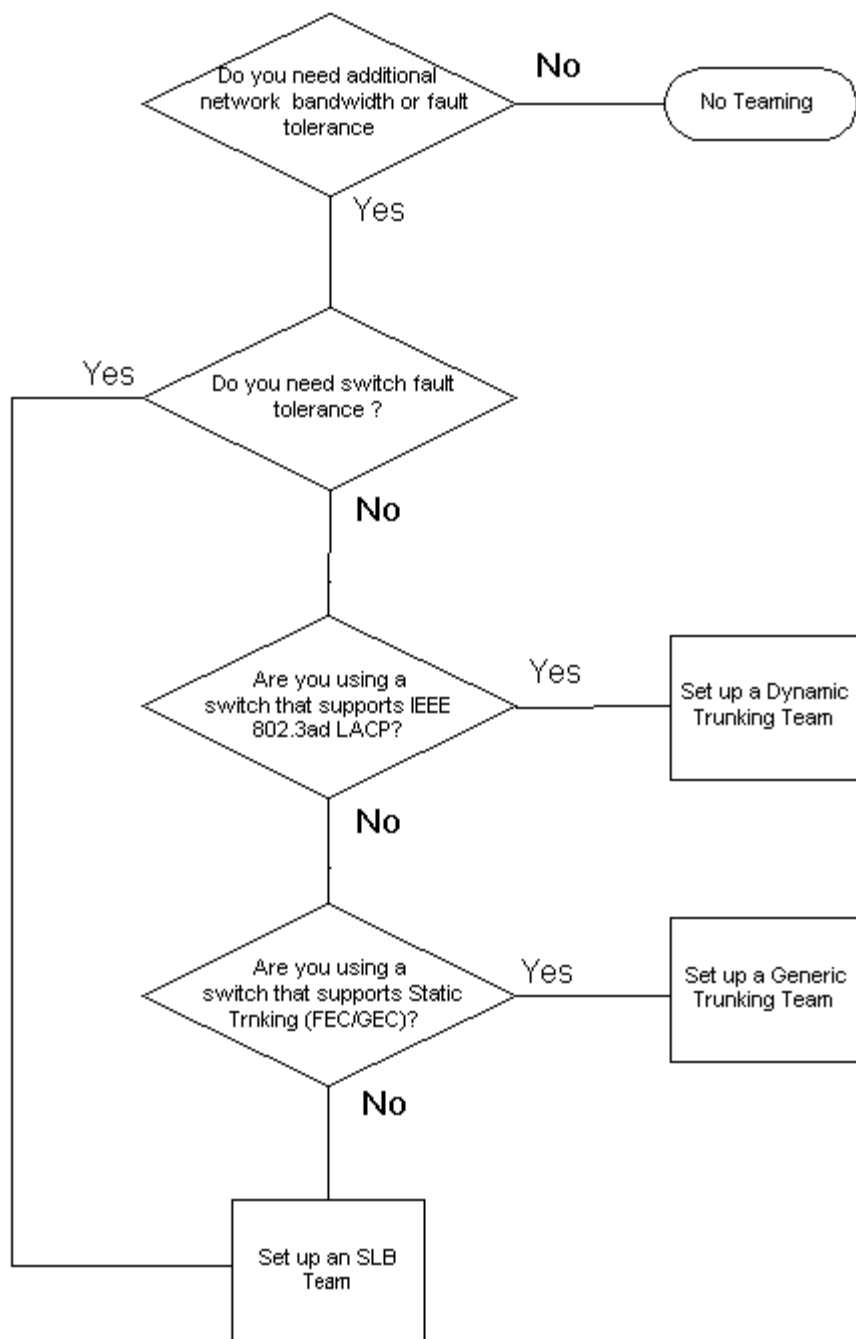 Do you need additional
network bandwidth or fault
tolerance
No
No Teaming
Yes
Yes
Do you need switch fault
tolerance ?
No
Are you using a
switch that supports IEEE
802.3ad LACP?
Yes
Set up a Dynamic
Trunking Team
No
Are you using a
switch that supports Static
Trnking (FEC/GEC)?
Yes
Set up a Generic
Trunking Team
No
Set up an SLB
Team